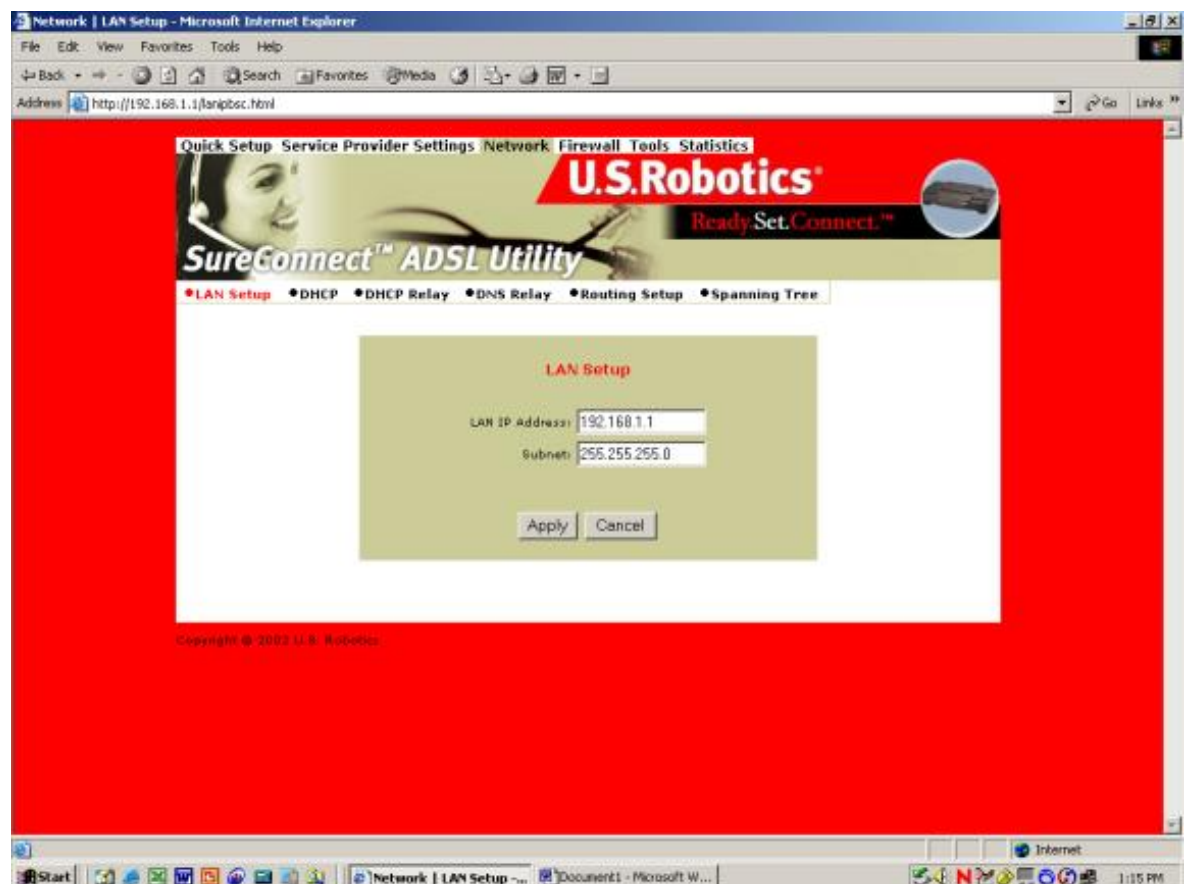 Network | LAN Setup - Microsoft Internet Explorer
File Edit View Favorites Tools Help
Back Search Favorites Media
Address http://192.168.1.1/lanipbsc.html Go Links »
Quick Setup Service Provider Settings Network Firewall Tools Statistics
U.S.Robotics®
Ready.Set.Connect.™
SureConnect™ ADSL Utility
LAN Setup DHCP DHCP Relay DNS Relay Routing Setup Spanning Tree
LAN Setup
LAN IP Address: 192.168.1.1
Subnet: 255.255.255.0
Apply Cancel
Copyright © U.S. Robotics
Internet
Start Network | LAN Setup -... Document1 - Microsoft W... 1:15 PM